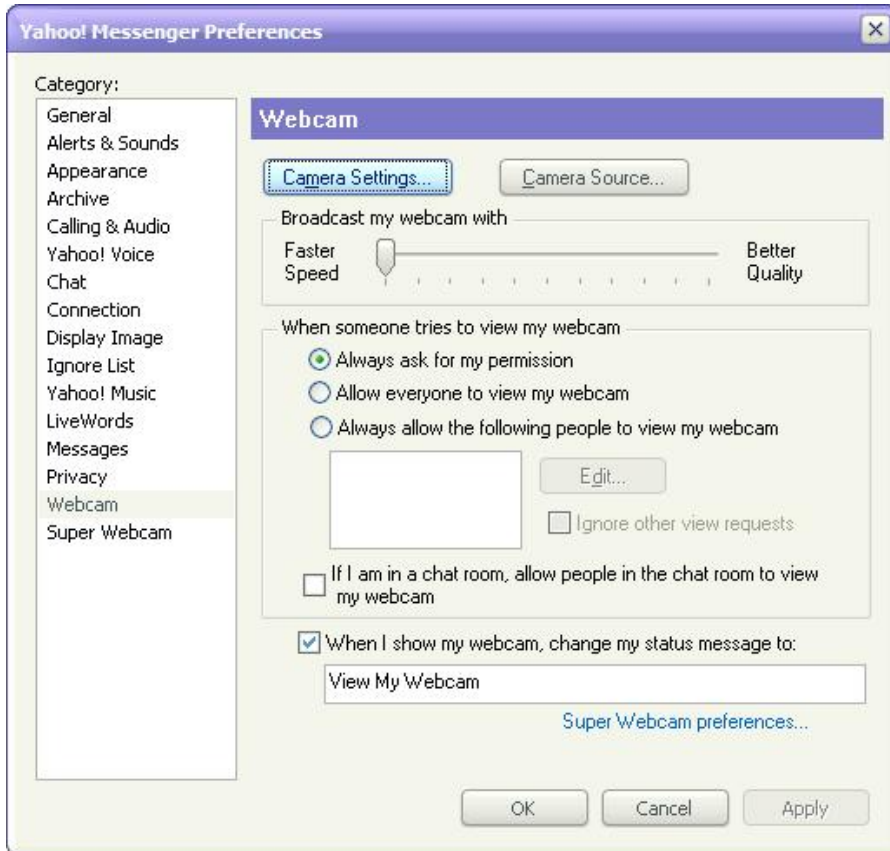 Yahoo! Messenger Preferences
Category:
General
Alerts & Sounds
Appearance
Archive
Calling & Audio
Yahoo! Voice
Chat
Connection
Display Image
Ignore List
Yahoo! Music
LiveWords
Messages
Privacy
Webcam
Super Webcam
Webcam
Camera Settings...
Camera Source...
Broadcast my webcam with
Faster
Speed
Better
Quality
When someone tries to view my webcam
Always ask for my permission
Allow everyone to view my webcam
Always allow the following people to view my webcam
Edit...
Ignore other view requests
If I am in a chat room, allow people in the chat room to view
my webcam
When I show my webcam, change my status message to:
View My Webcam
Super Webcam preferences...
OK
Cancel
Apply